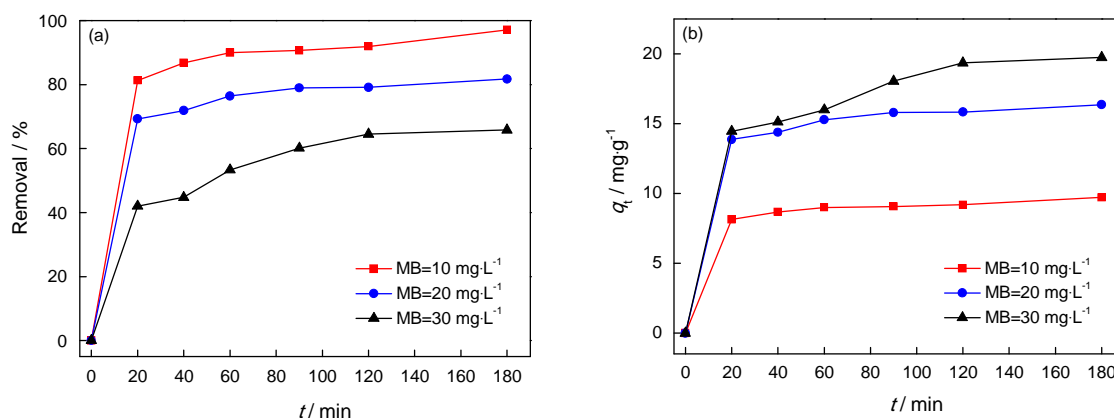 (a)
Removal / %
100
80
60
40
20
0
MB=10 mg·L⁻¹
MB=20 mg·L⁻¹
MB=30 mg·L⁻¹
0 20 40 60 80 100 120 140 160 180
t / min
(b)
qt / mg·g⁻¹
20
15
10
5
0
MB=10 mg·L⁻¹
MB=20 mg·L⁻¹
MB=30 mg·L⁻¹
0 20 40 60 80 100 120 140 160 180
t / min